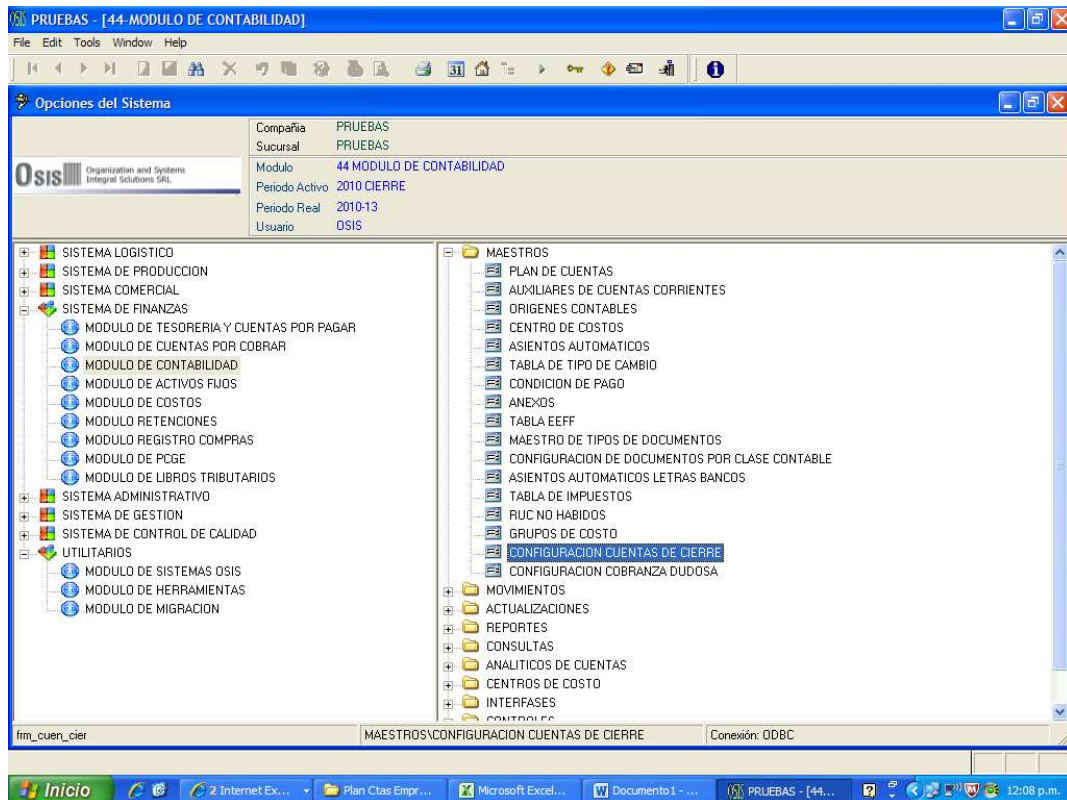 PRUEBAS - [44-MODULO DE CONTABILIDAD]
File Edit Tools Window Help
31
Opciones del Sistema
Compañia PRUEBAS
Sucursal PRUEBAS
Osis Organization and Systems Integral Solutions SRL
Modulo 44 MODULO DE CONTABILIDAD
Periodo Activo 2010 CIERRE
Periodo Real 2010-13
Usuario OSIS
SISTEMA LOGISTICO
SISTEMA DE PRODUCCION
SISTEMA COMERCIAL
SISTEMA DE FINANZAS
MODULO DE TESORERIA Y CUENTAS POR PAGAR
MODULO DE CUENTAS POR COBRAR
MODULO DE CONTABILIDAD
MODULO DE ACTIVOS FIJOS
MODULO DE COSTOS
MODULO RETENCIONES
MODULO REGISTRO COMPRAS
MODULO DE PCGE
MODULO DE LIBROS TRIBUTARIOS
SISTEMA ADMINISTRATIVO
SISTEMA DE GESTION
SISTEMA DE CONTROL DE CALIDAD
UTILITARIOS
MODULO DE SISTEMAS OSIS
MODULO DE HERRAMIENTAS
MODULO DE MIGRACION
MAESTROS
PLAN DE CUENTAS
AUXILIARES DE CUENTAS CORRIENTES
ORIGENES CONTABLES
CENTRO DE COSTOS
ASIENTOS AUTOMATICOS
TABLA DE TIPO DE CAMBIO
CONDICION DE PAGO
ANEXOS
TABLA EEFF
MAESTRO DE TIPOS DE DOCUMENTOS
CONFIGURACION DE DOCUMENTOS POR CLASE CONTABLE
ASIENTOS AUTOMATICOS LETRAS BANCOS
TABLA DE IMPUESTOS
RUC NO HABIDOS
GRUPOS DE COSTO
CONFIGURACION CUENTAS DE CIERRE
CONFIGURACION COBRANZA DUDOSA
MOVIMIENTOS
ACTUALIZACIONES
REPORTES
CONSULTAS
ANALITICOS DE CUENTAS
CENTROS DE COSTO
INTERFASES
CONTROLES
frm_cuen_cier MAESTROS\CONFIGURACION CUENTAS DE CIERRE Conexión: ODBC
Inicio 2 Internet Ex... Plan Ctas Empr... Microsoft Excel... Documento1 - ... PRUEBAS - [44... 12:08 p.m.